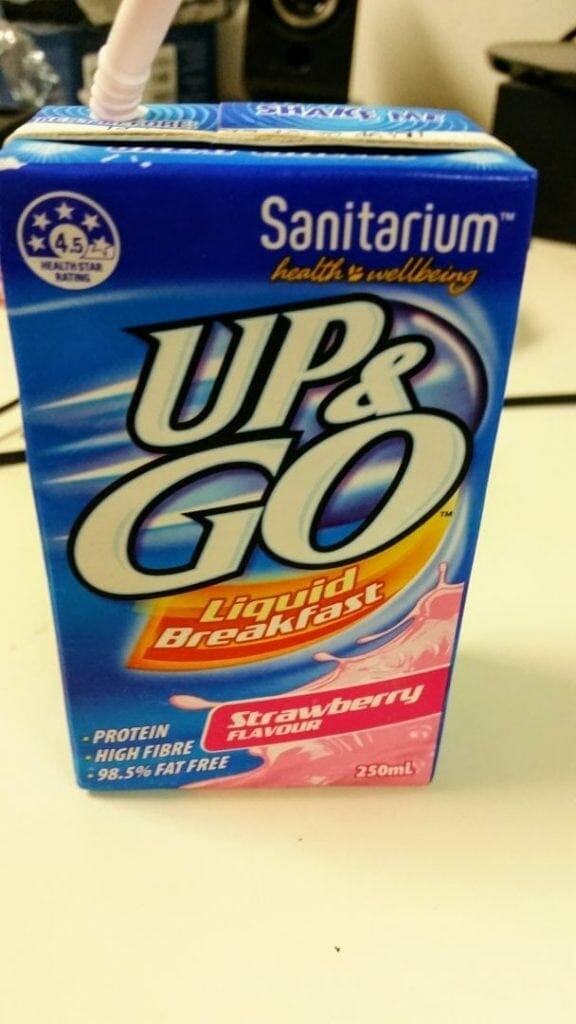 SHAKE ME
Sanitarium™
health & wellbeing
4.5
HEALTH STAR
RATING
UP&
GO™
Liquid
Breakfast
Strawberry
FLAVOUR
• PROTEIN
• HIGH FIBRE
• 98.5% FAT FREE
250mL